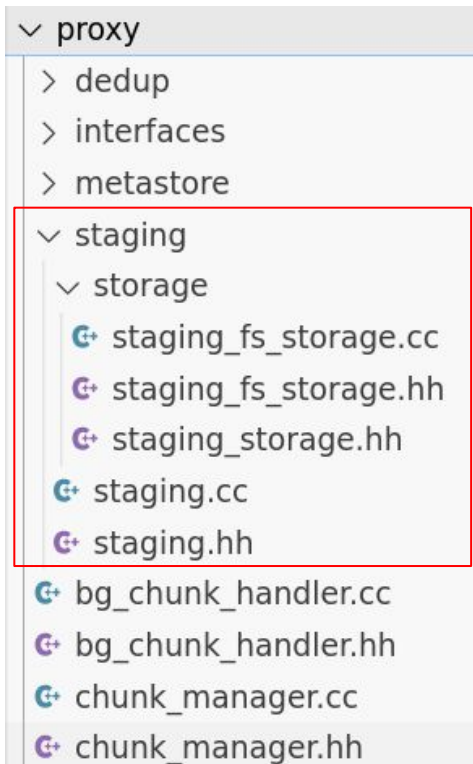 proxy
dedup
interfaces
metastore
staging
storage
staging_fs_storage.cc
staging_fs_storage.hh
staging_storage.hh
staging.cc
staging.hh
bg_chunk_handler.cc
bg_chunk_handler.hh
chunk_manager.cc
chunk_manager.hh